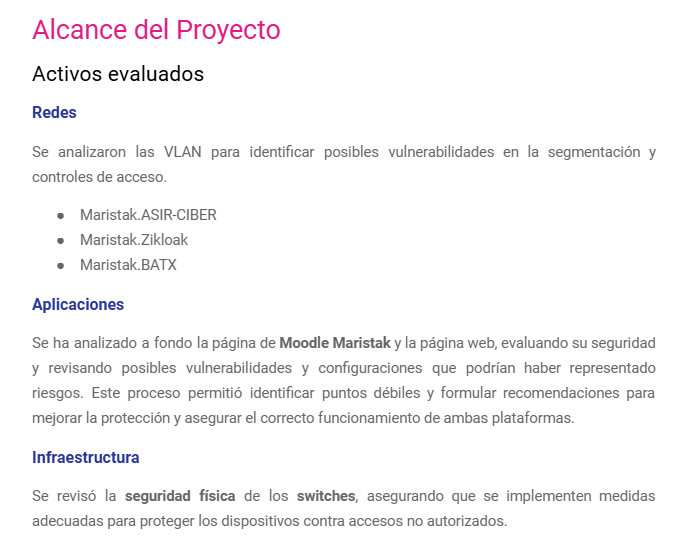 Alcance del Proyecto
Activos evaluados
Redes
Se analizaron las VLAN para identificar posibles vulnerabilidades en la segmentación y
controles de acceso.
● Maristak.ASIR-CIBER
● Maristak.Zikloak
● Maristak.BATX
Aplicaciones
Se ha analizado a fondo la página de Moodle Maristak y la página web, evaluando su seguridad
y revisando posibles vulnerabilidades y configuraciones que podrían haber representado
riesgos. Este proceso permitió identificar puntos débiles y formular recomendaciones para
mejorar la protección y asegurar el correcto funcionamiento de ambas plataformas.
Infraestructura
Se revisó la seguridad física de los switches, asegurando que se implementen medidas
adecuadas para proteger los dispositivos contra accesos no autorizados.